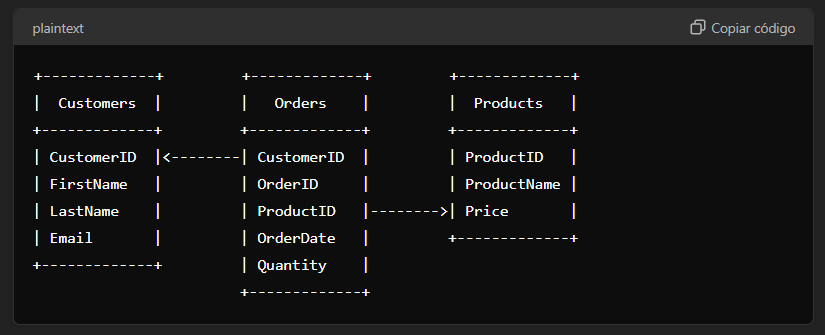 plaintext Copiar código
+-------------+         +-------------+         +-------------+
|  Customers  |         |   Orders    |         |  Products   |
+-------------+         +-------------+         +-------------+
| CustomerID  |<--------| CustomerID  |         | ProductID   |
| FirstName   |         | OrderID     |         | ProductName |
| LastName    |         | ProductID   |-------->| Price       |
| Email       |         | OrderDate   |         +-------------+
+-------------+         | Quantity    |
                        +-------------+